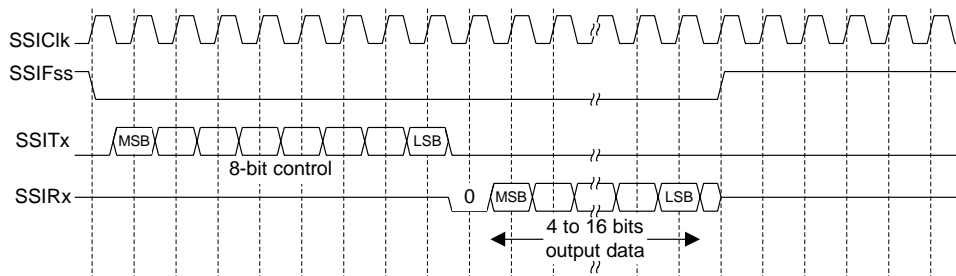 SSIClk
SSIFss
SSITx
MSB
LSB
8-bit control
SSIRx
0
MSB
LSB
4 to 16 bits
output data